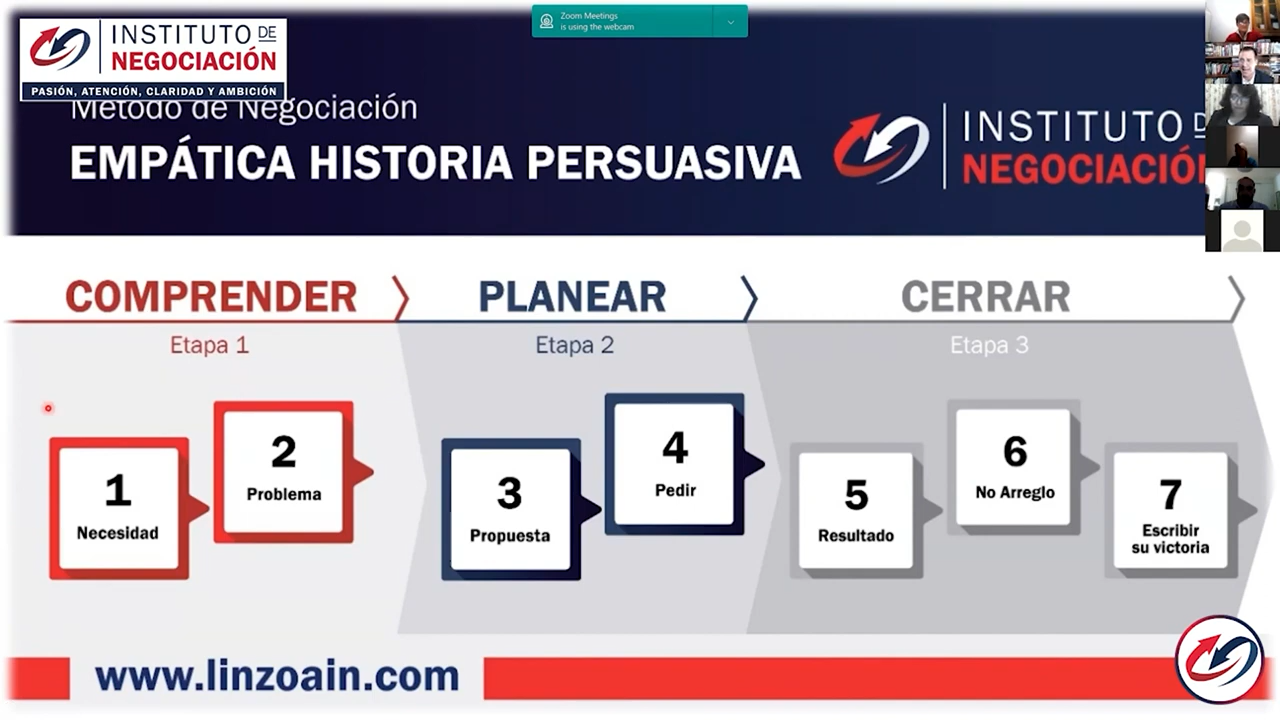 Zoom Meetings
is using the webcam
INSTITUTO DE
NEGOCIACIÓN
PASIÓN, ATENCIÓN, CLARIDAD Y AMBICIÓN
Método de Negociación
EMPÁTICA HISTORIA PERSUASIVA
INSTITUTO D
NEGOCIACIÓN
COMPRENDER
PLANEAR
CERRAR
Etapa 1
Etapa 2
Etapa 3
1
Necesidad
2
Problema
3
Propuesta
4
Pedir
5
Resultado
6
No Arreglo
7
Escribir
su victoria
www.linzoain.com